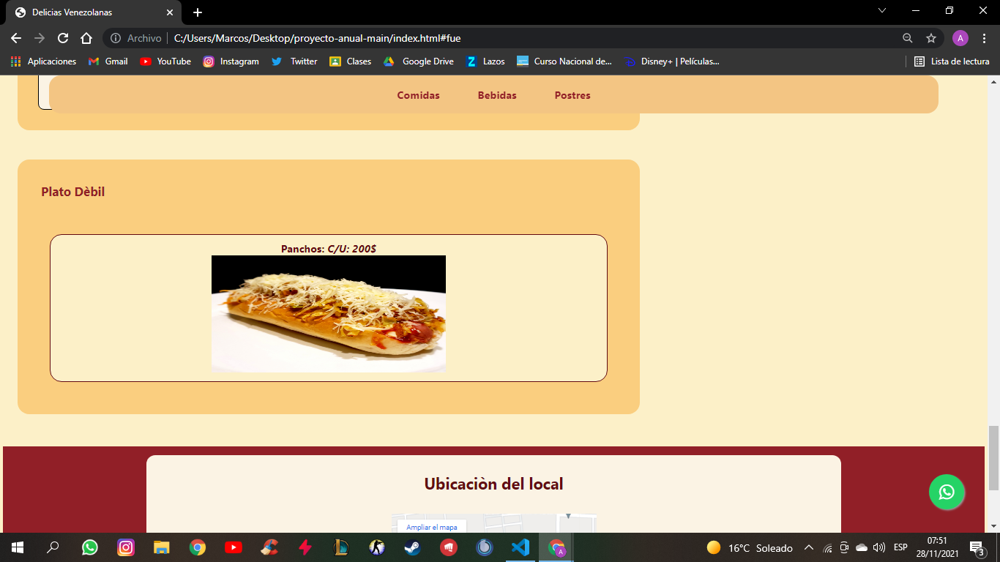 Delicias Venezolanas
Archivo C:/Users/Marcos/Desktop/proyecto-anual-main/index.html#fue
A
Aplicaciones Gmail YouTube Instagram Twitter Clases Google Drive Lazos Curso Nacional de... Disney+ | Películas... Lista de lectura
Comidas Bebidas Postres
Plato Dèbil
Panchos: C/U: 200$
Ubicaciòn del local
Ampliar el mapa
16°C Soleado ESP 07:51
28/11/2021 3